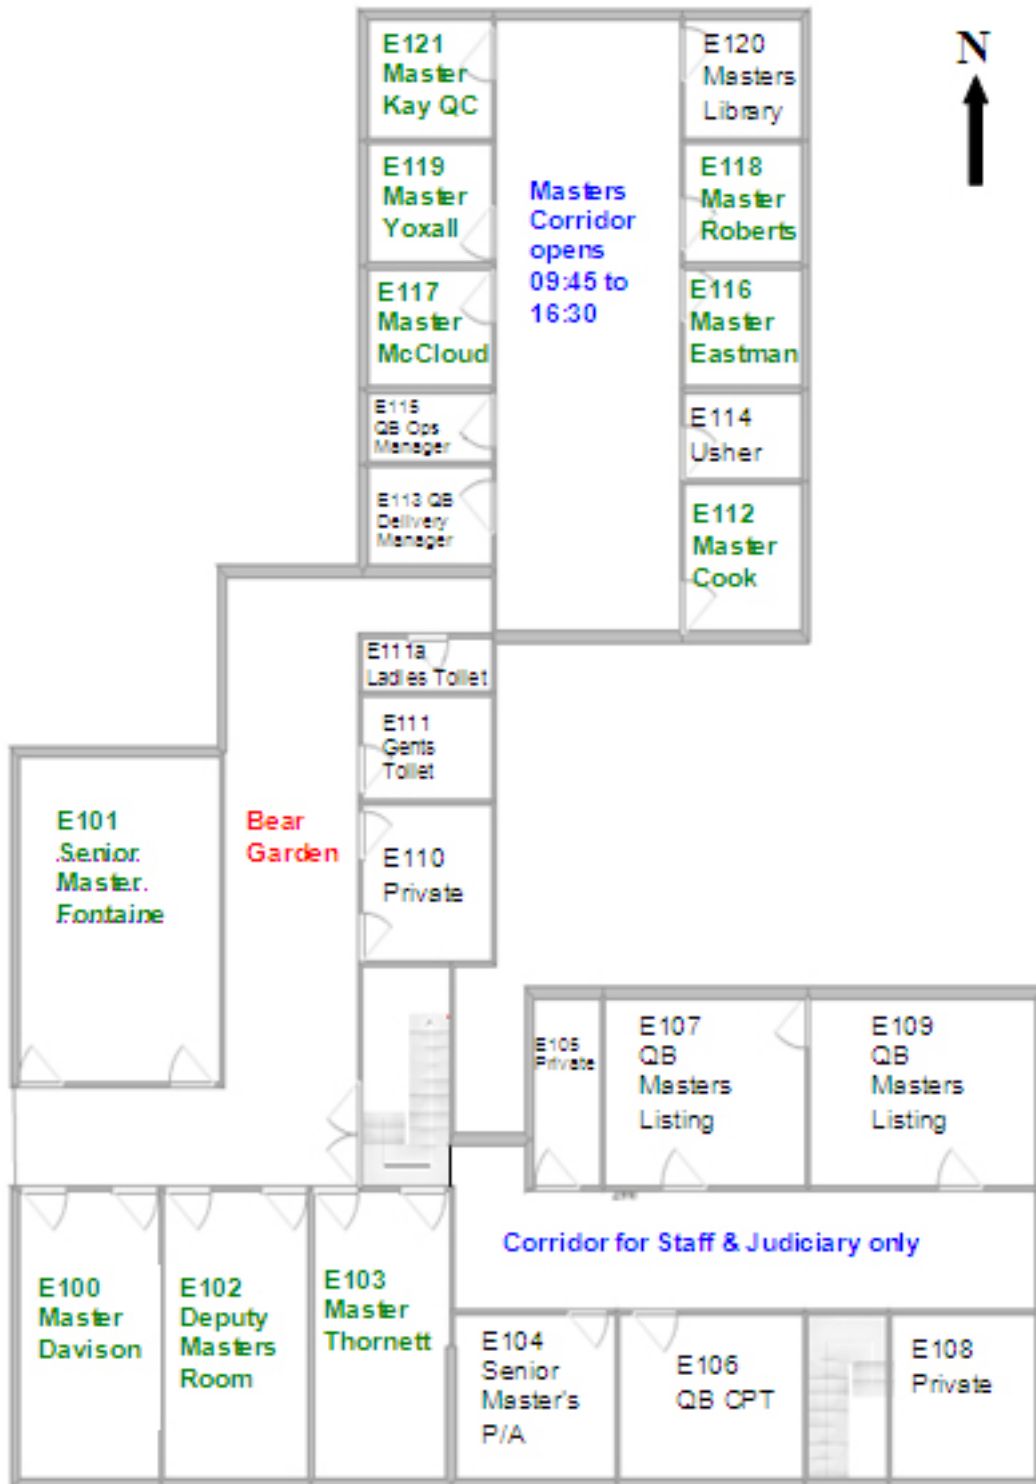 E121
Master
Kay QC
E120
Masters
Library
N
E119
Master
Yoxall
Masters
Corridor
opens
09:45 to
16:30
E118
Master
Roberts
E117
Master
McCloud
E116
Master
Eastman
E115
QB Ops
Manager
E114
Usher
E113 QB
Delivery
Manager
E112
Master
Cook
E111a
Ladies Toilet
E111
Gents
Toilet
E101
Senior
Master
Fontaine
Bear
Garden
E110
Private
E105
Private
E107
QB
Masters
Listing
E109
QB
Masters
Listing
Corridor for Staff & Judiciary only
E100
Master
Davison
E102
Deputy
Masters
Room
E103
Master
Thornett
E104
Senior
Master's
P/A
E106
QB CPT
E108
Private